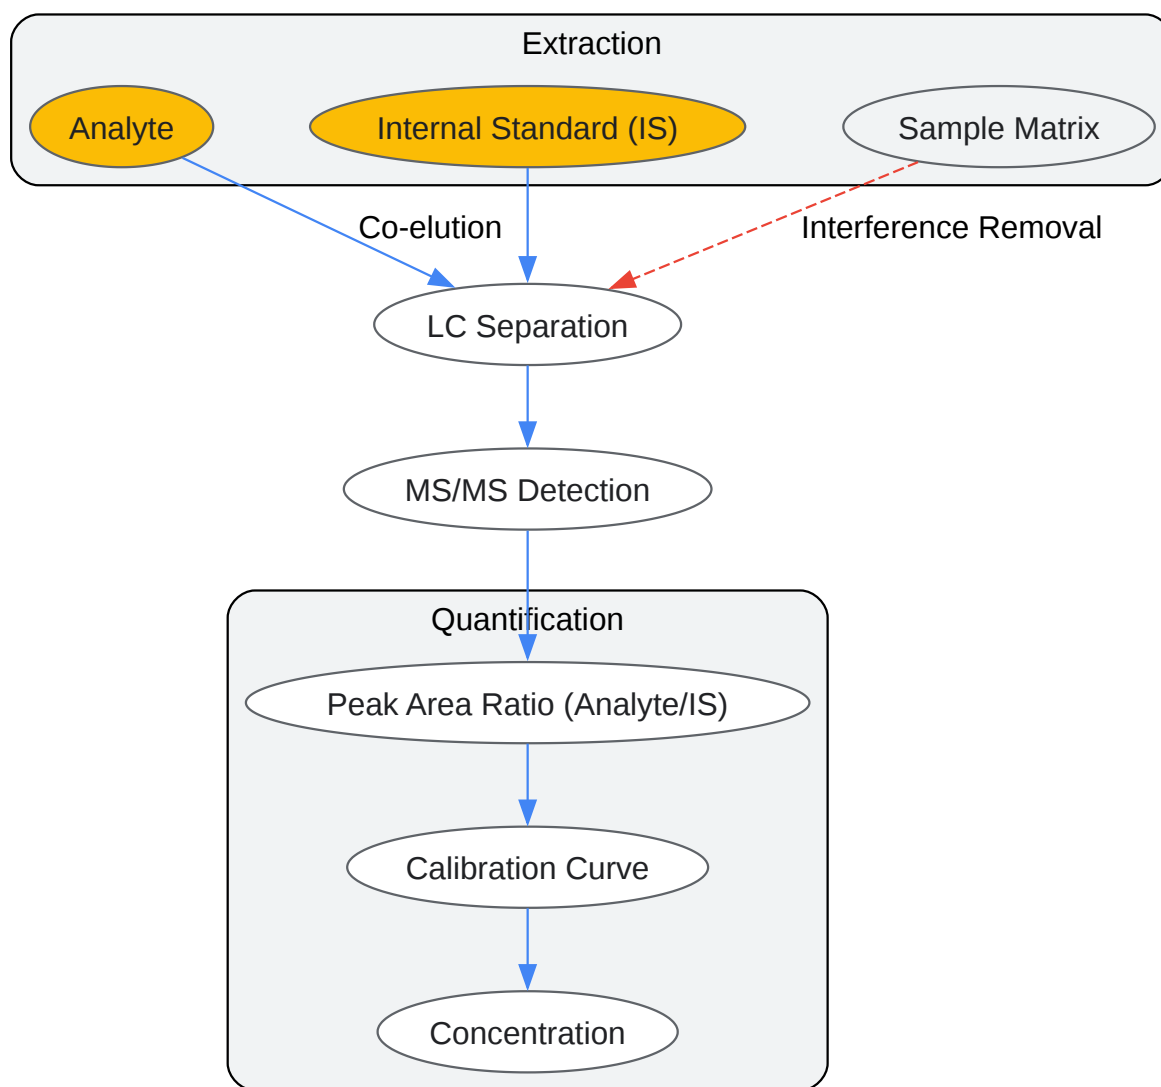 Extraction
Analyte
Internal Standard (IS)
Sample Matrix
Co-elution
Interference Removal
LC Separation
MS/MS Detection
Quantification
Peak Area Ratio (Analyte/IS)
Calibration Curve
Concentration